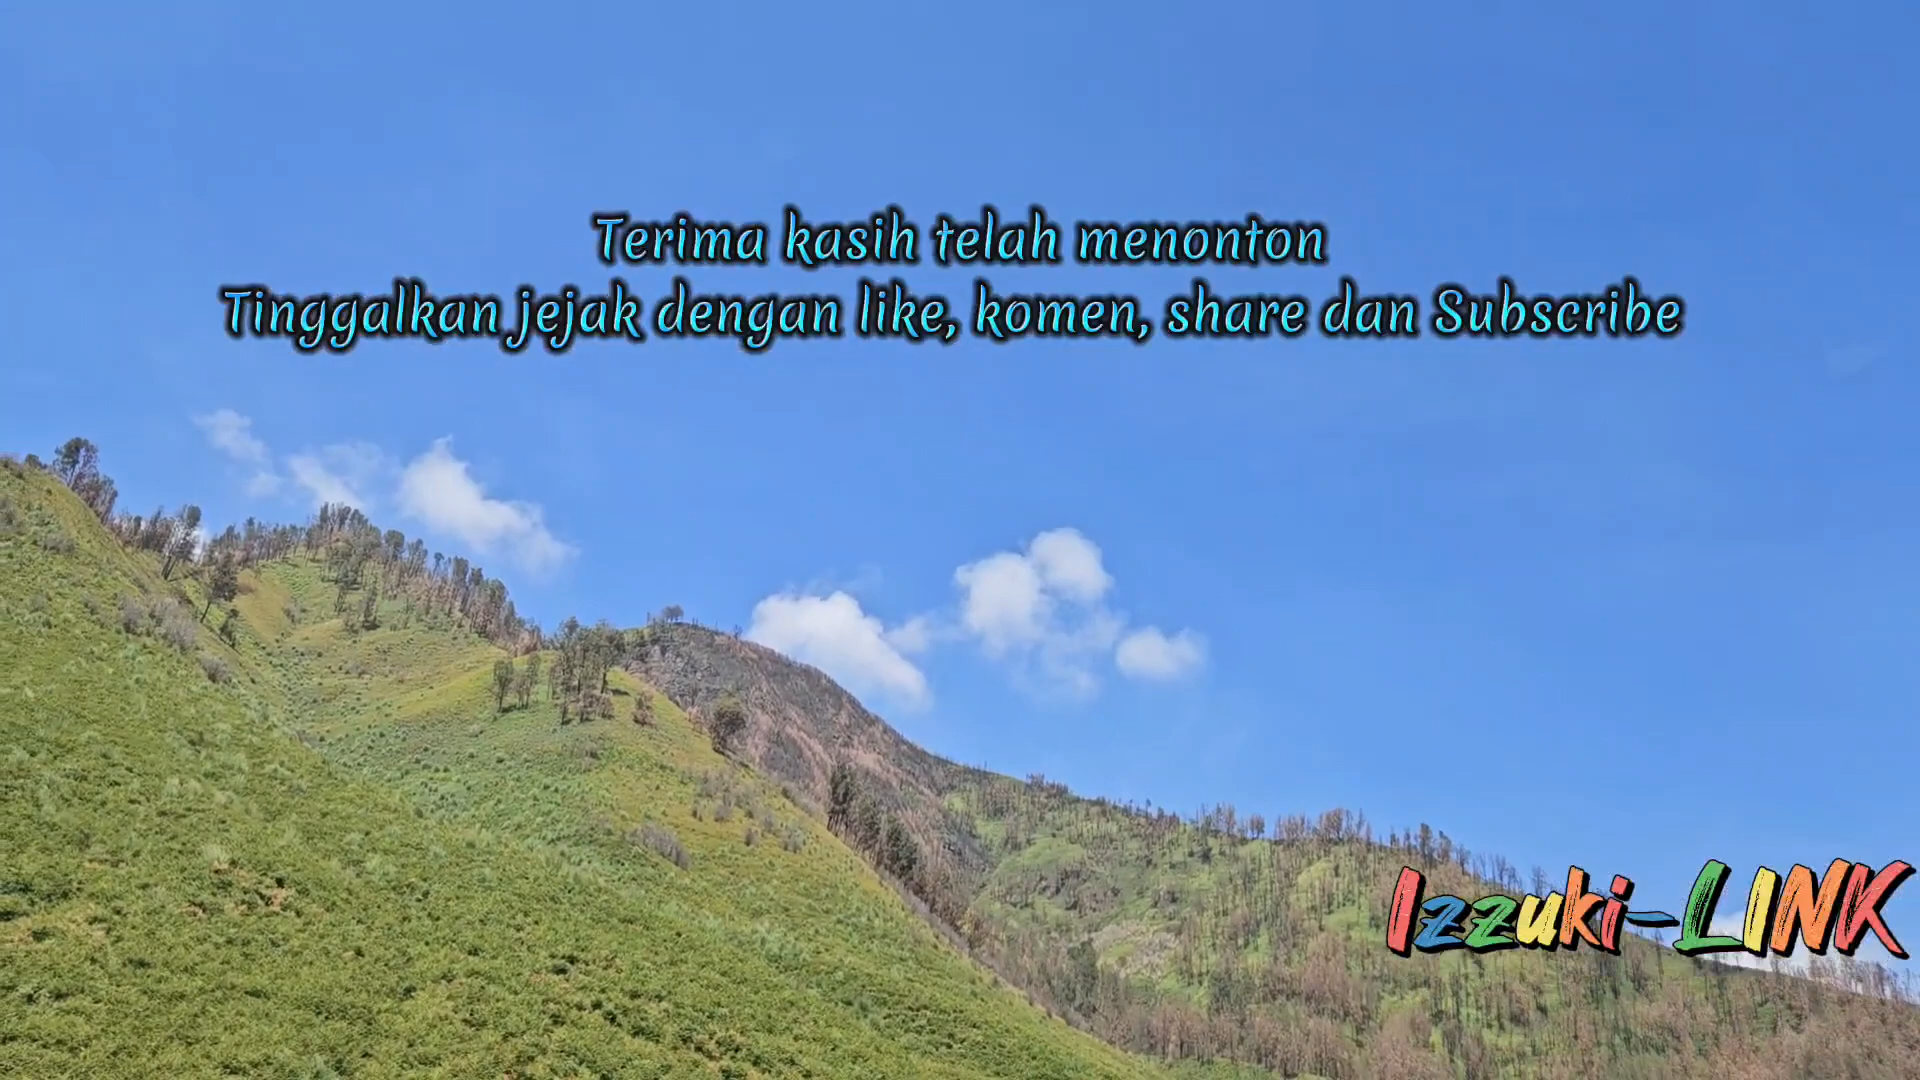 Terima kasih telah menonton
Tinggalkan jejak dengan like, komen, share dan Subscribe
Izzuki-LINK